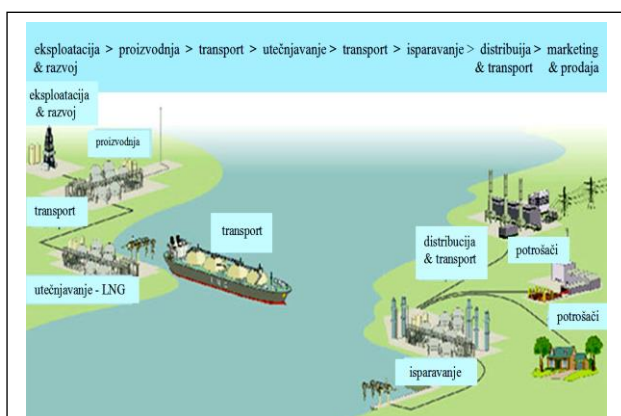 eksploatacija > proizvodnja > transport > utečnjavanje > transport > isparavanje > distribuija > marketing
& razvoj & transport & prodaja
eksploatacija
& razvoj
proizvodnja
transport
utečnjavanje - LNG
transport
LNG
distribucija
& transport
potrošači
potrošači
isparavanje